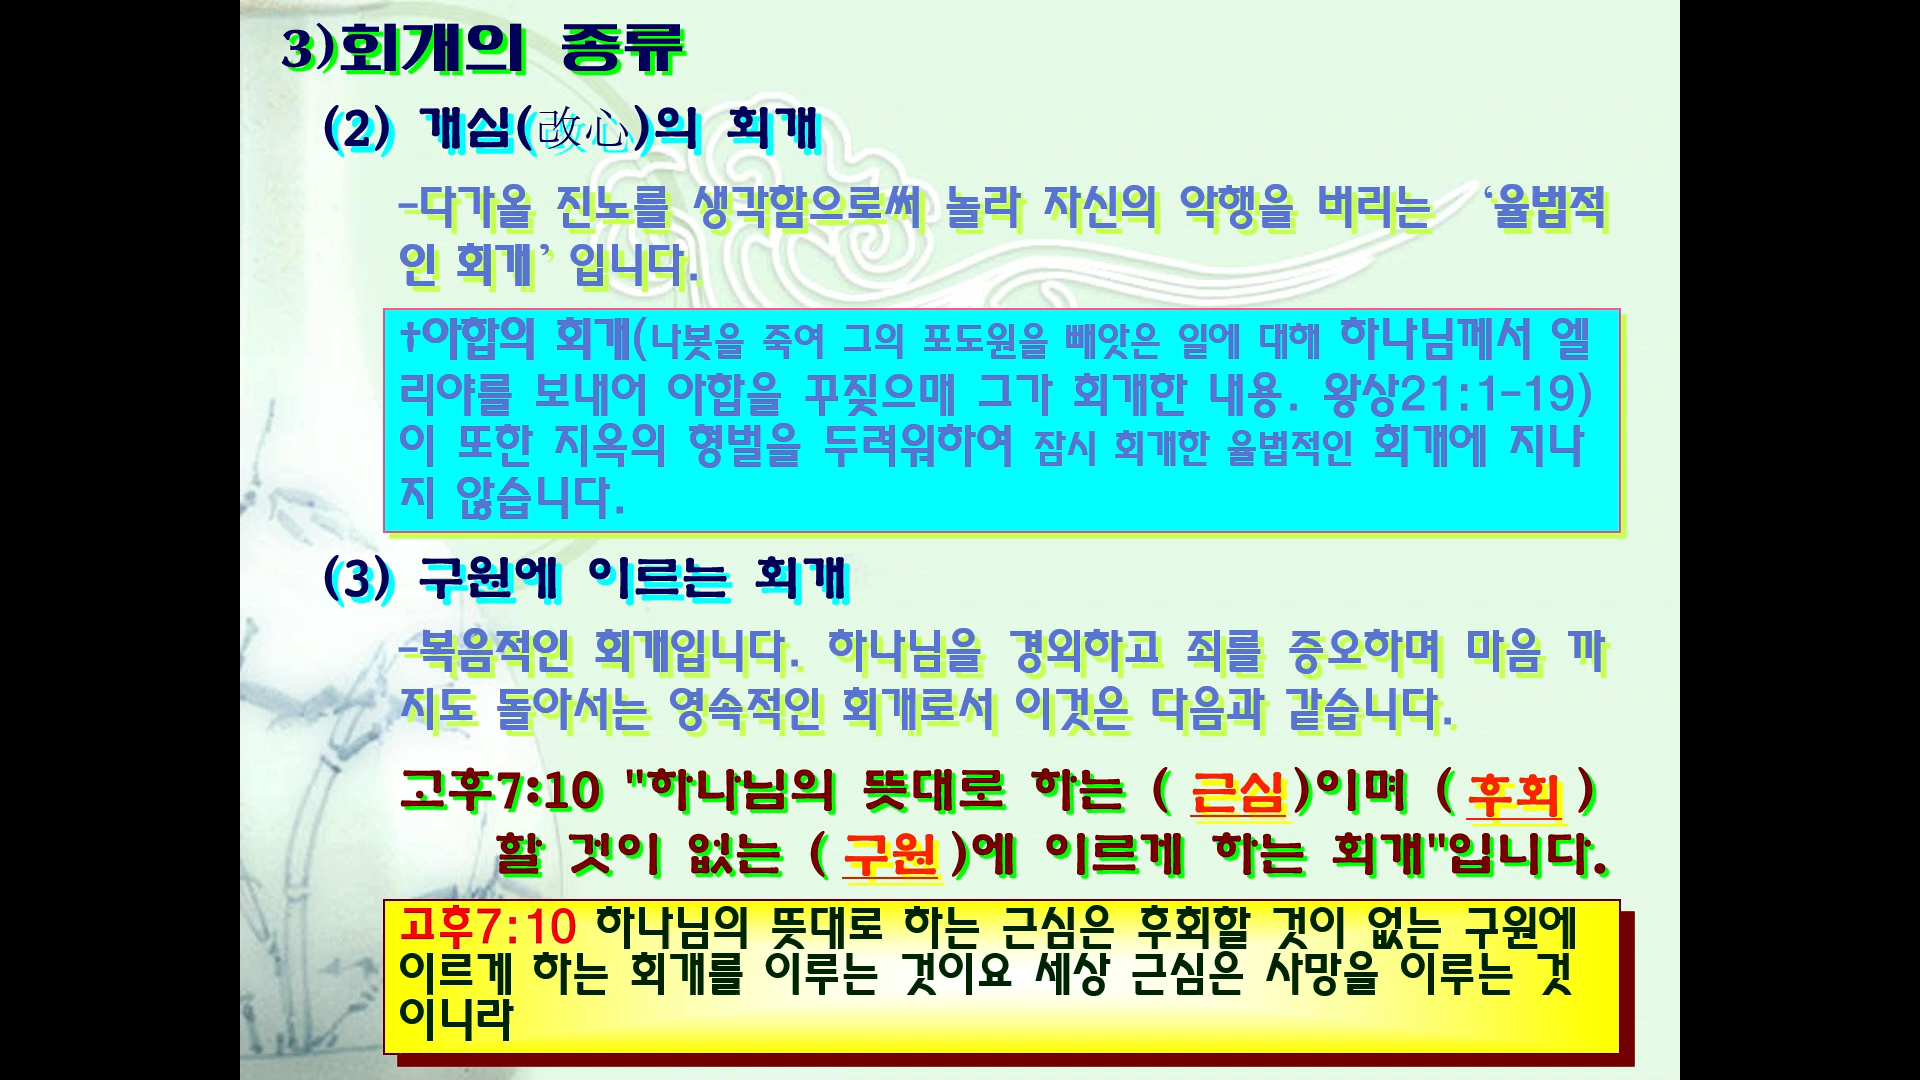 3)회개의 종류
(2) 개심(改心)의 회개
-다가올 진노를 생각함으로써 놀라 자신의 악행을 버리는 ‘율법적
인 회개’입니다.
†아합의 회개(나봇을 죽여 그의 포도원을 빼앗은 일에 대해 하나님께서 엘
리야를 보내어 아합을 꾸짖으매 그가 회개한 내용. 왕상21:1-19)
이 또한 지옥의 형벌을 두려워하여 잠시 회개한 율법적인 회개에 지나
지 않습니다.
(3) 구원에 이르는 회개
-복음적인 회개입니다. 하나님을 경외하고 죄를 증오하며 마음 까
지도 돌아서는 영속적인 회개로서 이것은 다음과 같습니다.
고후7:10 "하나님의 뜻대로 하는 ( 근심)이며 ( 후회 )
할 것이 없는 ( 구원 )에 이르게 하는 회개"입니다.
고후7:10 하나님의 뜻대로 하는 근심은 후회할 것이 없는 구원에
이르게 하는 회개를 이루는 것이요 세상 근심은 사망을 이루는 것
이니라